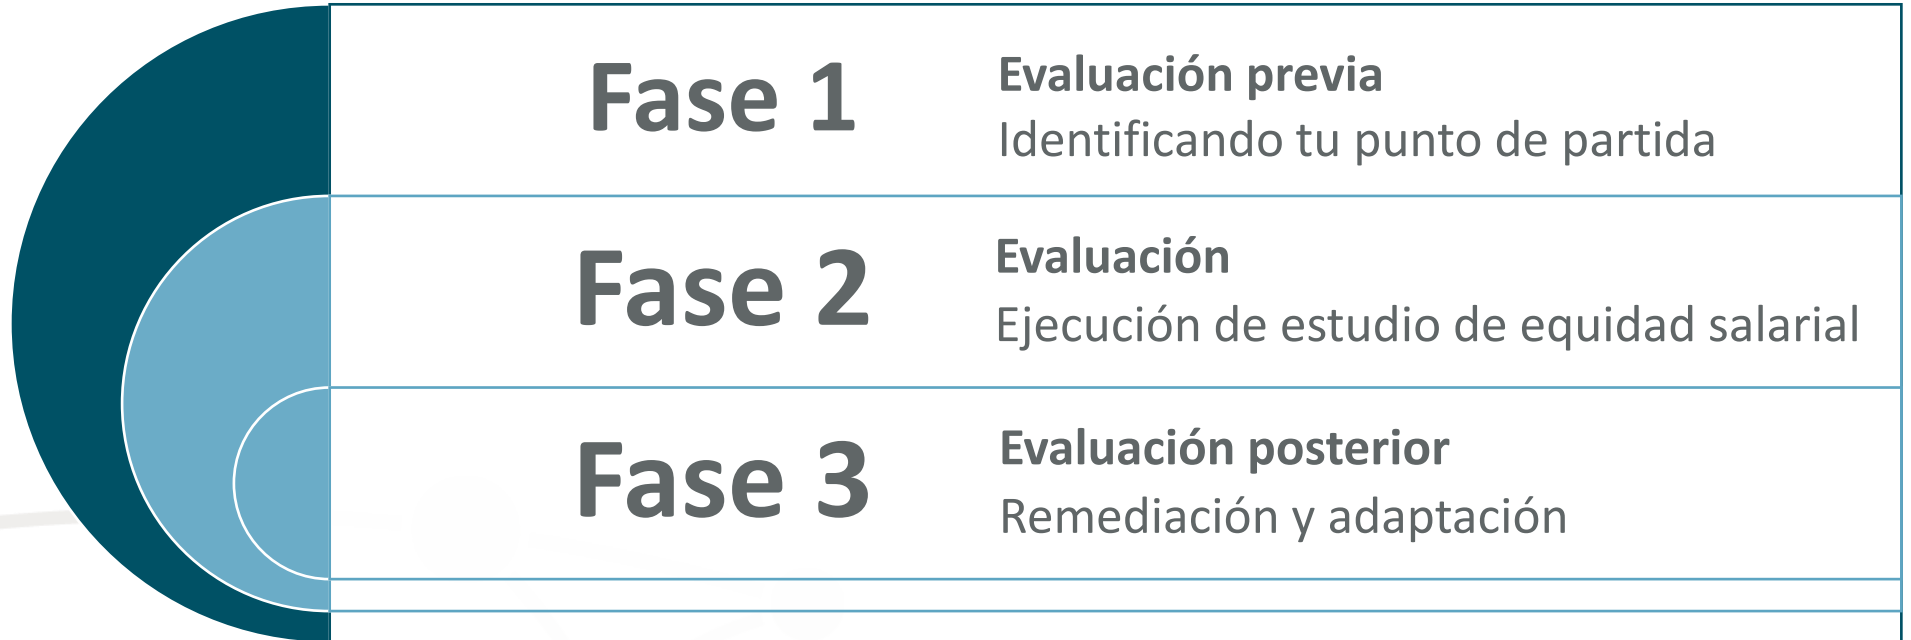 Fase 1
Evaluación previa
Identificando tu punto de partida
Fase 2
Evaluación
Ejecución de estudio de equidad salarial
Fase 3
Evaluación posterior
Remediación y adaptación